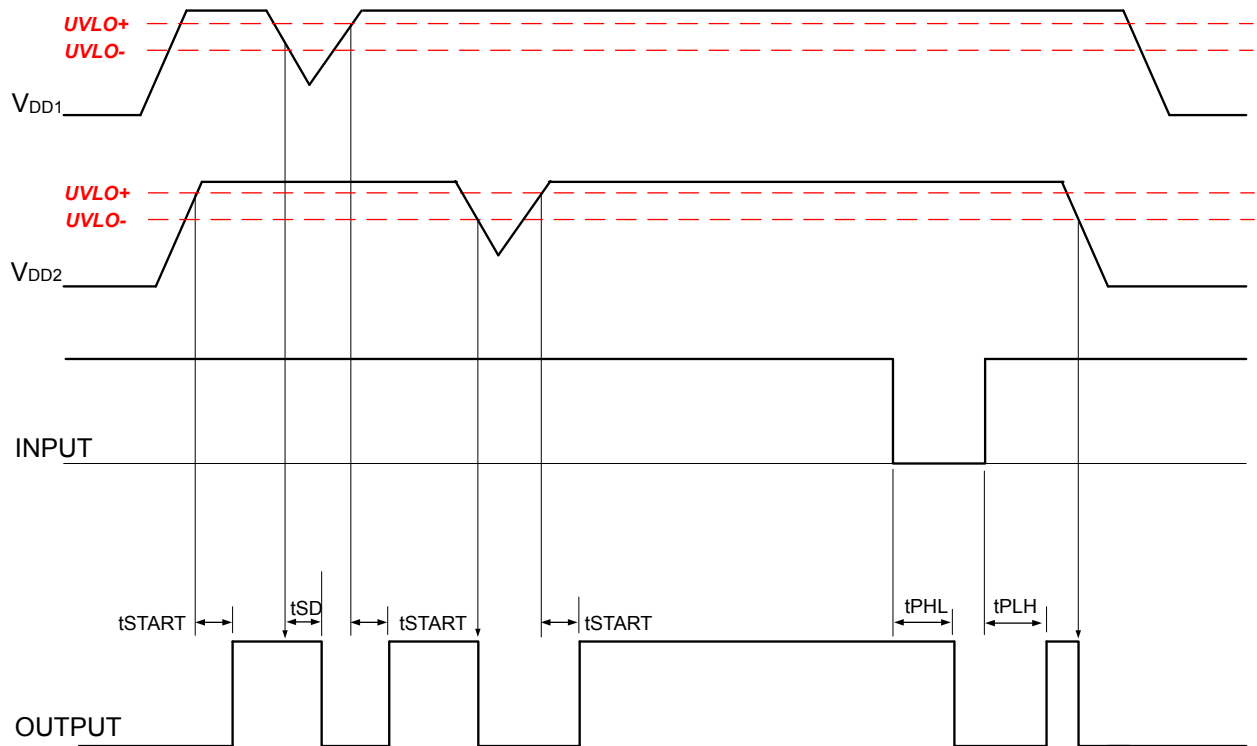 UVLO+
UVLO-
VDD1
UVLO+
UVLO-
VDD2
INPUT
tSTART
tSD
tSTART
tSTART
tPHL
tPLH
OUTPUT